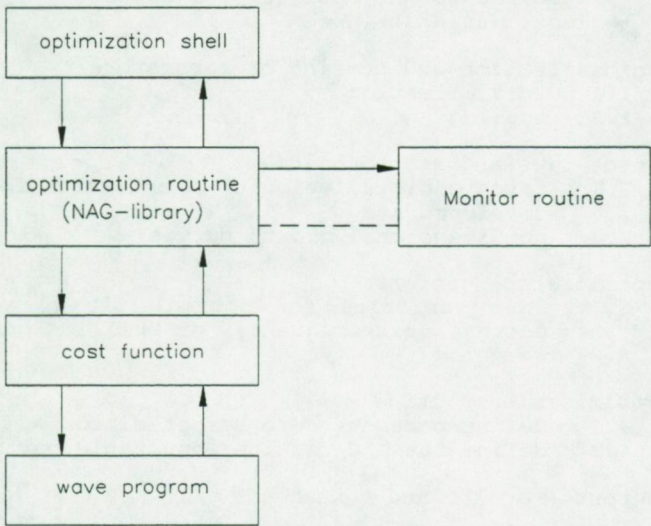 optimization shell
optimization routine
(NAG-library)
Monitor routine
cost function
wave program